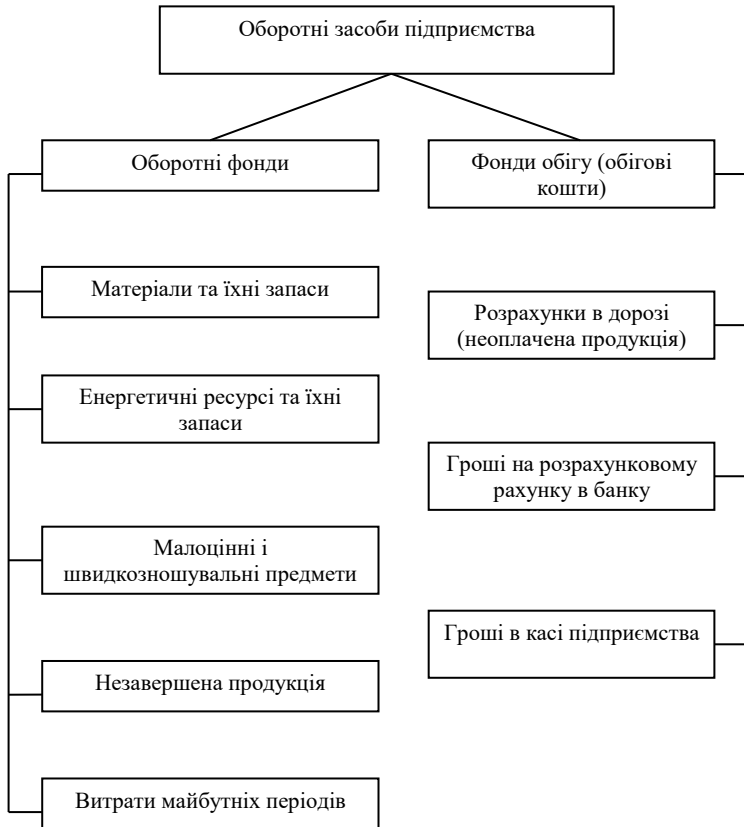 Оборотні засоби підприємства
Оборотні фонди
Фонди обігу (обігові
кошти)
Матеріали та їхні запаси
Розрахунки в дорозі
(неоплачена продукція)
Енергетичні ресурсі та їхні
запаси
Гроші на розрахунковому
рахунку в банку
Малоцінні і
швидкозношувальні предмети
Гроші в касі підприємства
Незавершена продукція
Витрати майбутніх періодів